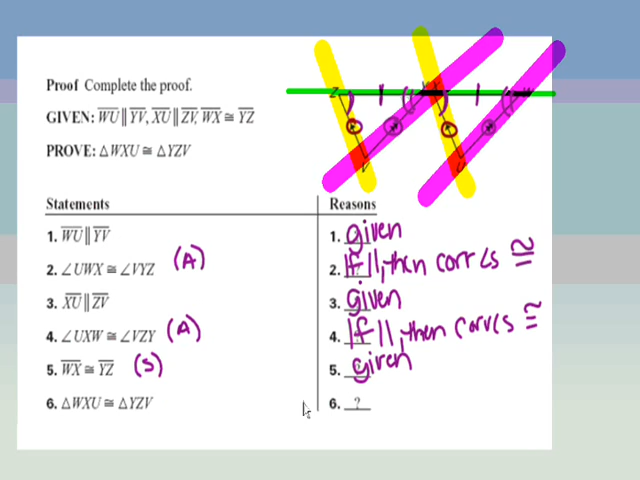 Proof Complete the proof.
GIVEN: WU || YV, XU || ZV, WX ≅ YZ
PROVE: △WXU ≅ △YZV
Statements Reasons
1. WU || YV 1. given
2. ∠UWX ≅ ∠VYZ (A) 2. If ||, then corr ∠s ≅
3. XU || ZV 3. given
4. ∠UXW ≅ ∠VZY (A) 4. If ||, then corr ∠s ≅
5. WX ≅ YZ (S) 5. given
6. △WXU ≅ △YZV 6. ?